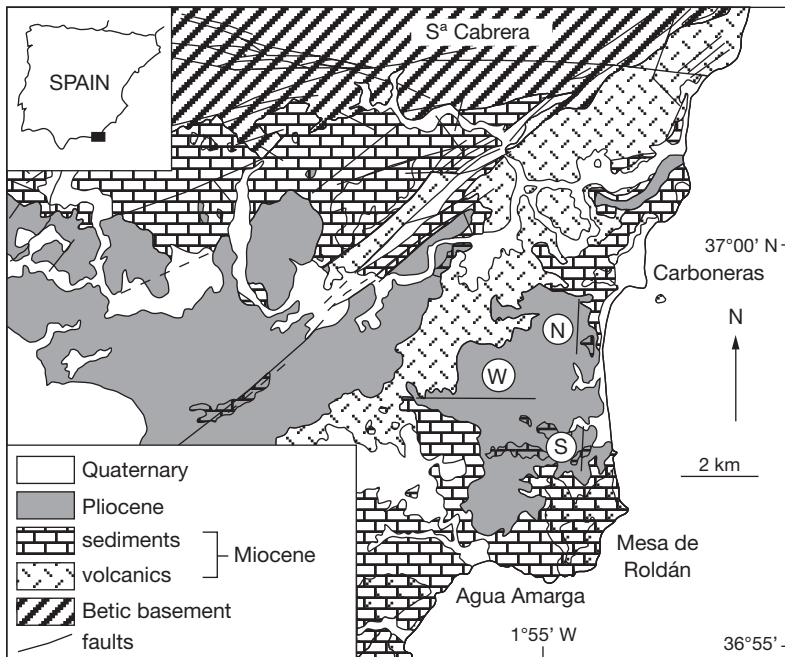 Sª Cabrera
SPAIN
37°00' N
Carboneras
N
N
W
S
2 km
Quaternary
Pliocene
sediments
Miocene
volcanics
Betic basement
faults
Mesa de
Roldán
Agua Amarga
1°55' W
36°55'